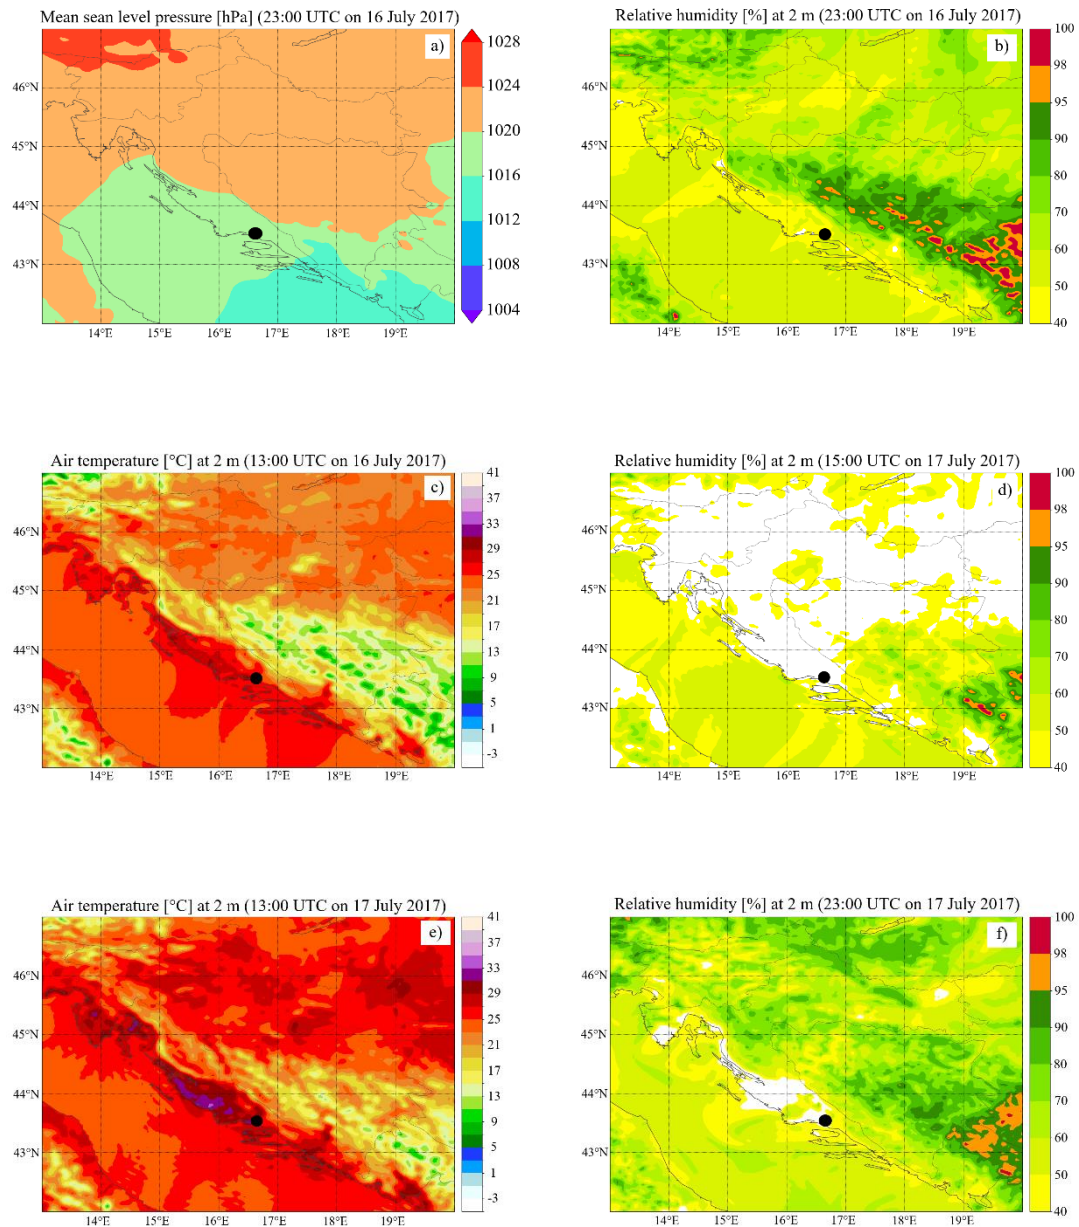 Mean sean level pressure [hPa] (23:00 UTC on 16 July 2017)
a)
46°N
45°N
44°N
43°N
14°E 15°E 16°E 17°E 18°E 19°E
1028
1024
1020
1016
1012
1008
1004
Relative humidity [%] at 2 m (23:00 UTC on 16 July 2017)
b)
46°N
45°N
44°N
43°N
14°E 15°E 16°E 17°E 18°E 19°E
100
98
95
90
80
70
60
50
40
Air temperature [°C] at 2 m (13:00 UTC on 16 July 2017)
c)
46°N
45°N
44°N
43°N
14°E 15°E 16°E 17°E 18°E 19°E
41
37
33
29
25
21
17
13
9
5
1
-3
Relative humidity [%] at 2 m (15:00 UTC on 17 July 2017)
d)
46°N
45°N
44°N
43°N
14°E 15°E 16°E 17°E 18°E 19°E
100
98
95
90
80
70
60
50
40
Air temperature [°C] at 2 m (13:00 UTC on 17 July 2017)
e)
46°N
45°N
44°N
43°N
14°E 15°E 16°E 17°E 18°E 19°E
41
37
33
29
25
21
17
13
9
5
1
-3
Relative humidity [%] at 2 m (23:00 UTC on 17 July 2017)
f)
46°N
45°N
44°N
43°N
14°E 15°E 16°E 17°E 18°E 19°E
100
98
95
90
80
70
60
50
40